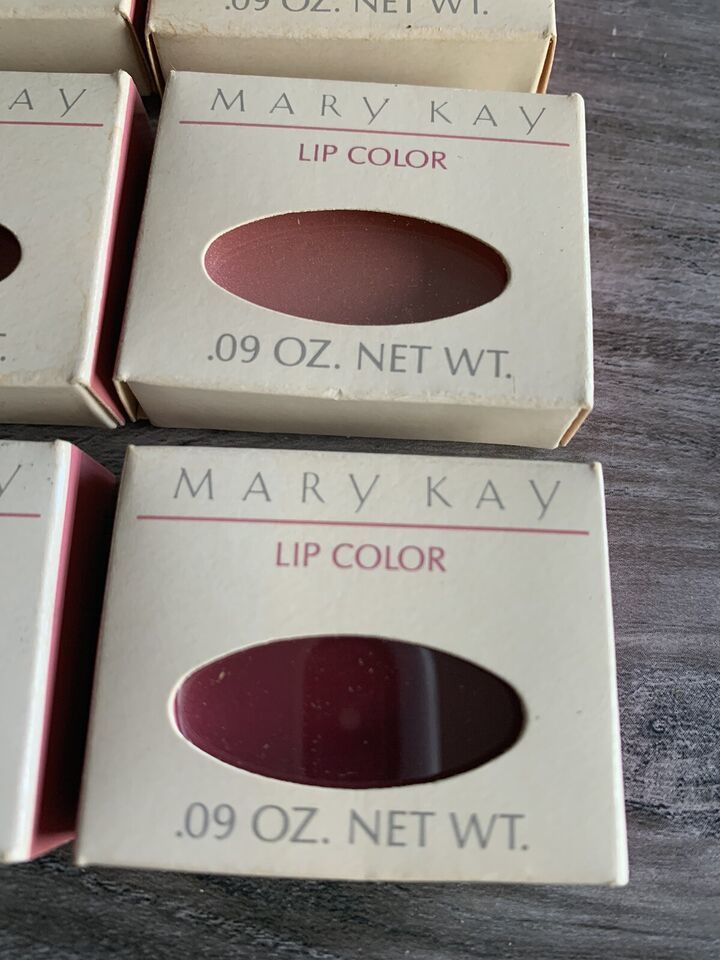 .09 OZ. NET WT.
AY
MARY KAY
LIP COLOR
.09 OZ. NET WT.
Y
MARY KAY
LIP COLOR
.09 OZ. NET WT.